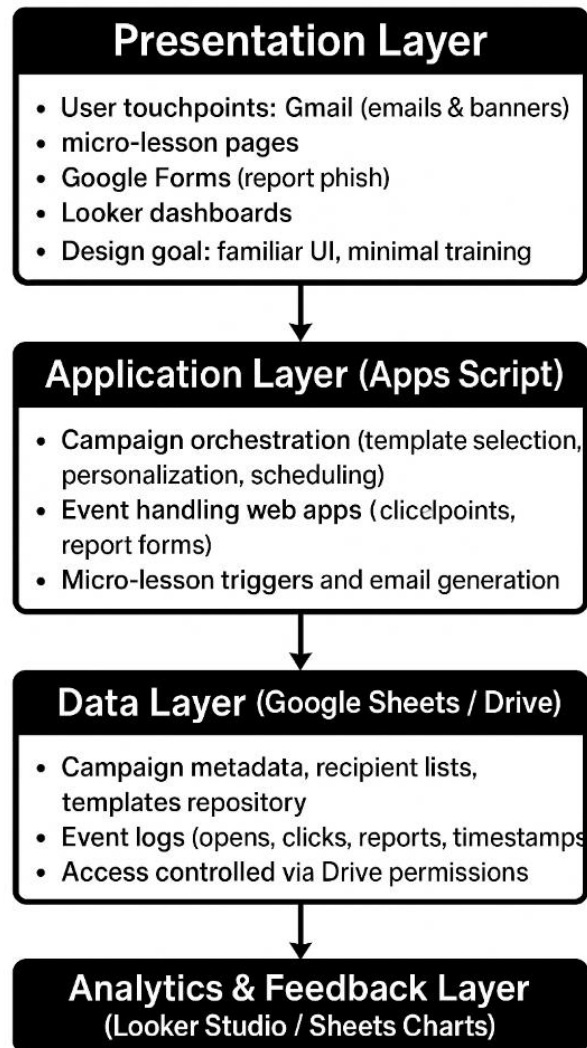 Presentation Layer
• User touchpoints: Gmail (emails & banners)
• micro-lesson pages
• Google Forms (report phish)
• Looker dashboards
• Design goal: familiar UI, minimal training
Application Layer (Apps Script)
• Campaign orchestration (template selection,
personalization, scheduling)
• Event handling web apps (clicelpoints,
report forms)
• Micro-lesson triggers and email generation
Data Layer (Google Sheets / Drive)
• Campaign metadata, recipient lists,
templates repository
• Event logs (opens, clicks, reports, timestamps
• Access controlled via Drive permissions
Analytics & Feedback Layer
(Looker Studio / Sheets Charts)